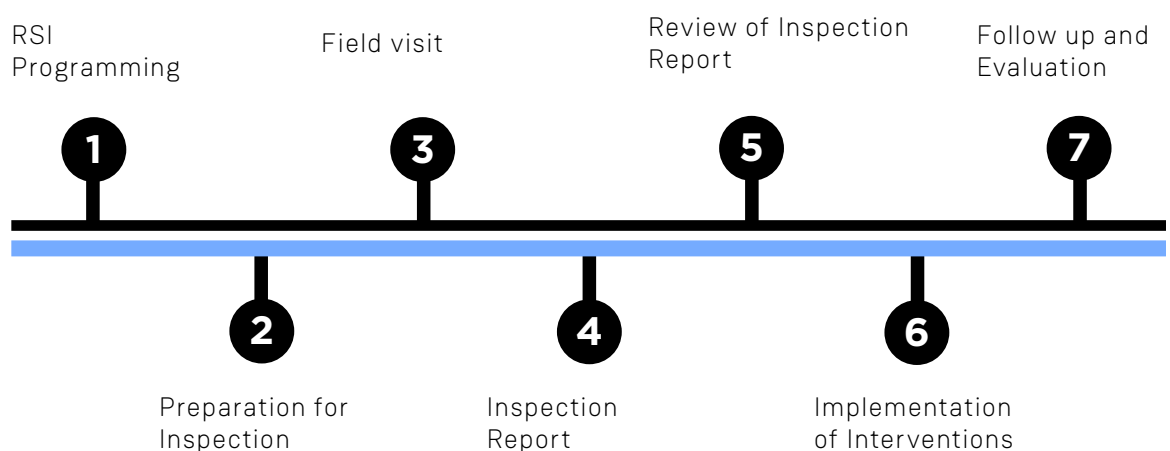 RSI
Programming
Field visit
Review of Inspection
Report
Follow up and
Evaluation
1
3
5
7
2
4
6
Preparation for
Inspection
Inspection
Report
Implementation
of Interventions